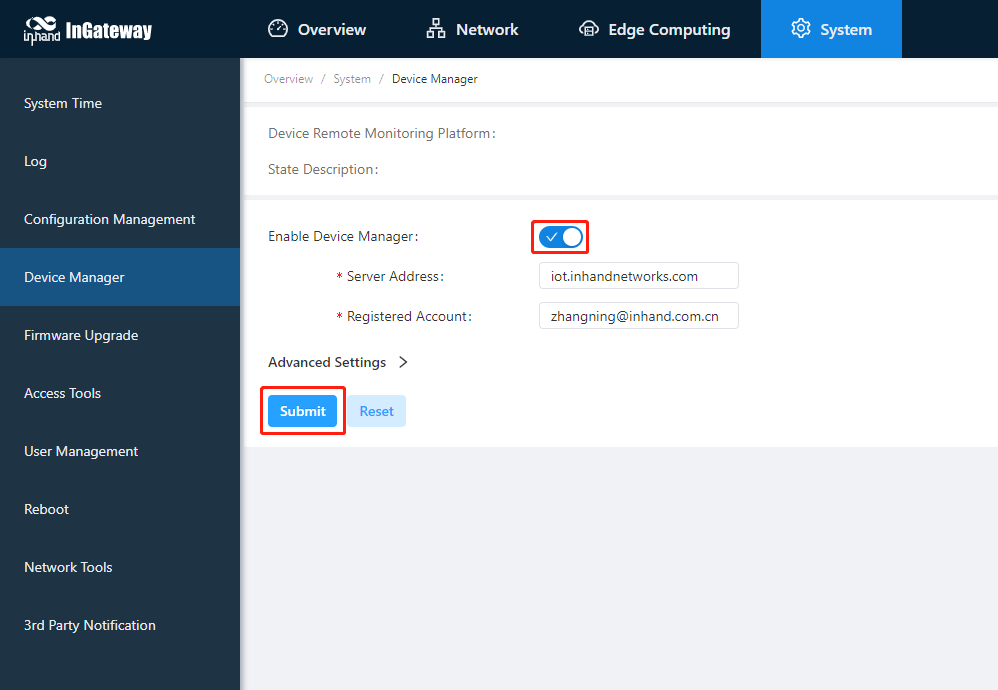 inhand InGateway
Overview
Network
Edge Computing
System
System Time
Log
Configuration Management
Device Manager
Firmware Upgrade
Access Tools
User Management
Reboot
Network Tools
3rd Party Notification
Overview / System / Device Manager
Device Remote Monitoring Platform:
State Description:
Enable Device Manager:
* Server Address: iot.inhandnetworks.com
* Registered Account: zhangning@inhand.com.cn
Advanced Settings >
Submit Reset